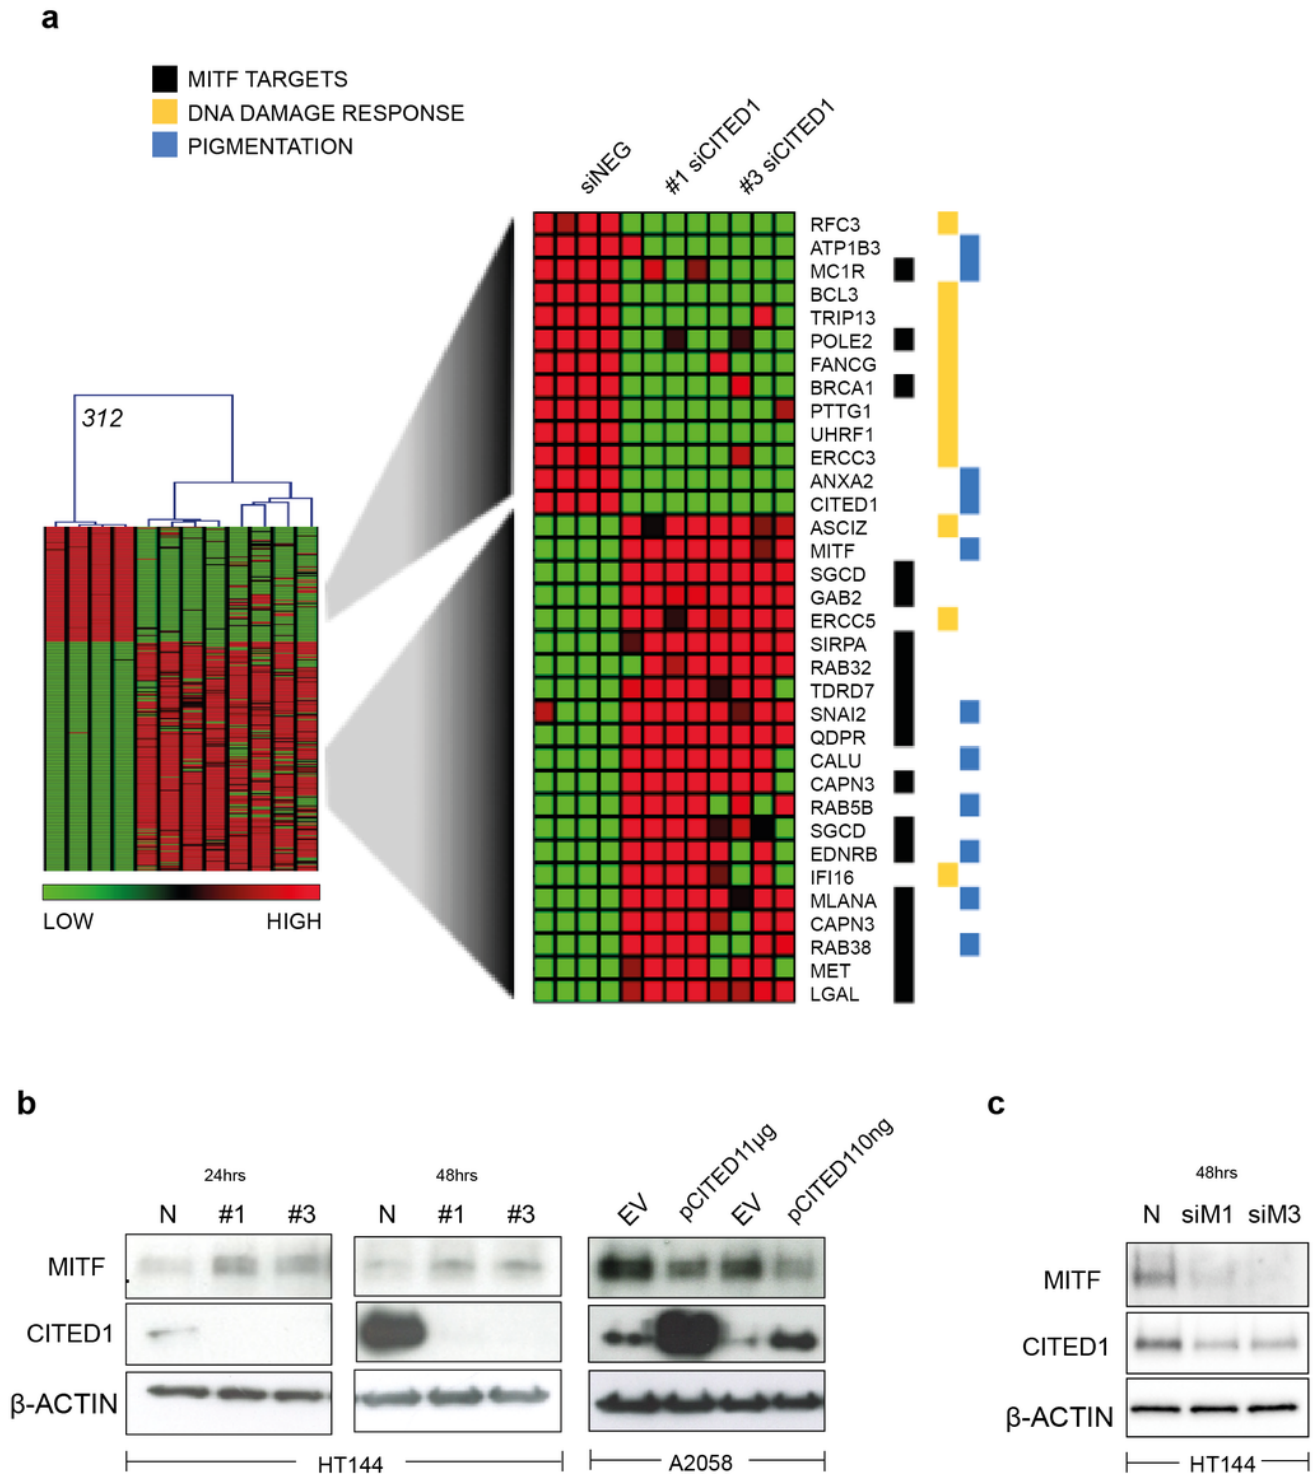 a
MITF TARGETS
DNA DAMAGE RESPONSE
PIGMENTATION
siNEG
#1 siCITED1
#3 siCITED1
312
LOW HIGH
RFC3
ATP1B3
MC1R
BCL3
TRIP13
POLE2
FANCG
BRCA1
PTTG1
UHRF1
ERCC3
ANXA2
CITED1
ASCIZ
MITF
SGCD
GAB2
ERCC5
SIRPA
RAB32
TDRD7
SNAI2
QDPR
CALU
CAPN3
RAB5B
SGCD
EDNRB
IFI16
MLANA
CAPN3
RAB38
MET
LGAL
b
24hrs 48hrs
N #1 #3 N #1 #3 EV pCITED11µg EV pCITED110ng
MITF
CITED1
β-ACTIN
HT144 A2058
c
48hrs
N siM1 siM3
MITF
CITED1
β-ACTIN
HT144